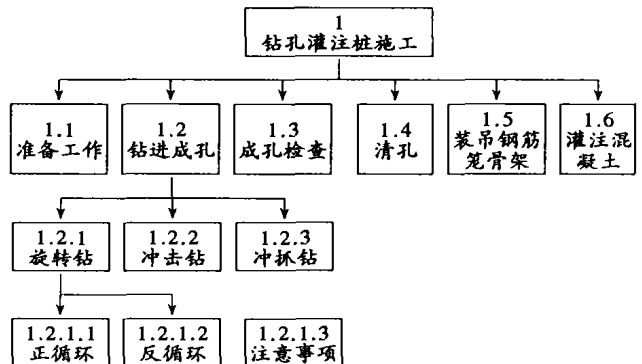 1
钻孔灌注桩施工
1.1
准备工作
1.2
钻进成孔
1.3
成孔检查
1.4
清孔
1.5
装吊钢筋
笼骨架
1.6
灌注混
凝土
1.2.1
旋转钻
1.2.2
冲击钻
1.2.3
冲抓钻
1.2.1.1
正循环
1.2.1.2
反循环
1.2.1.3
注意事项